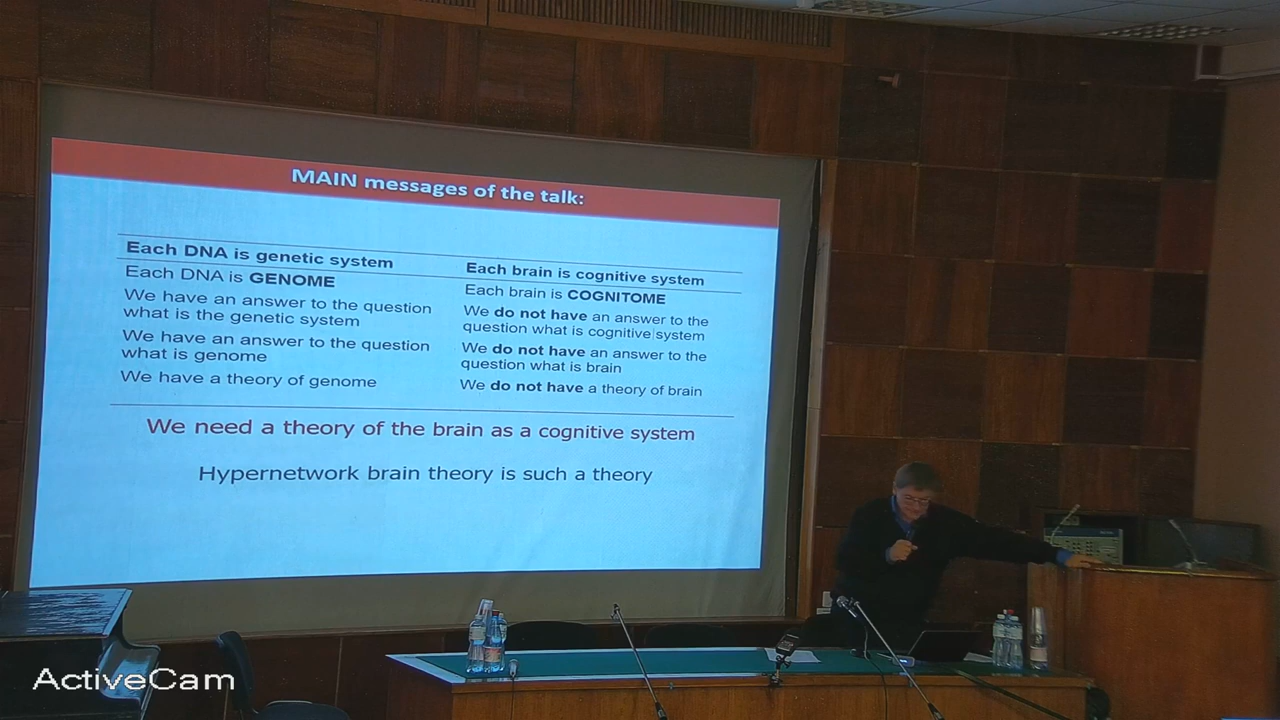 MAIN messages of the talk:
Each DNA is genetic system
Each DNA is GENOME
We have an answer to the question
what is the genetic system
We have an answer to the question
what is genome
We have a theory of genome
Each brain is cognitive system
Each brain is COGNITOME
We do not have an answer to the
question what is cognitive system
We do not have an answer to the
question what is brain
We do not have a theory of brain
We need a theory of the brain as a cognitive system
Hypernetwork brain theory is such a theory
ActiveCam